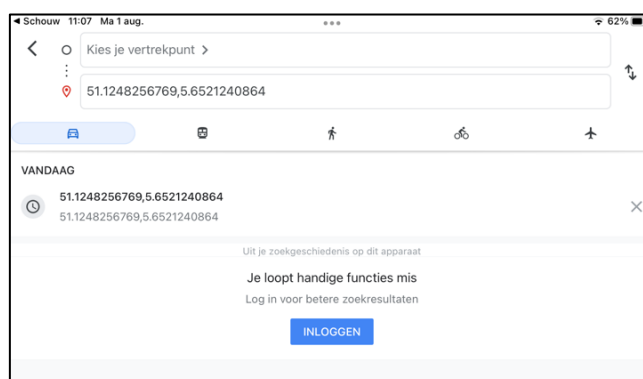 Schouw 11:07 Ma 1 aug. 62%
Kies je vertrekpunt
51.1248256769,5.6521240864
VANDAAG
51.1248256769,5.6521240864
51.1248256769,5.6521240864
Uit je zoekgeschiedenis op dit apparaat
Je loopt handige functies mis
Log in voor betere zoekresultaten
INLOGGEN